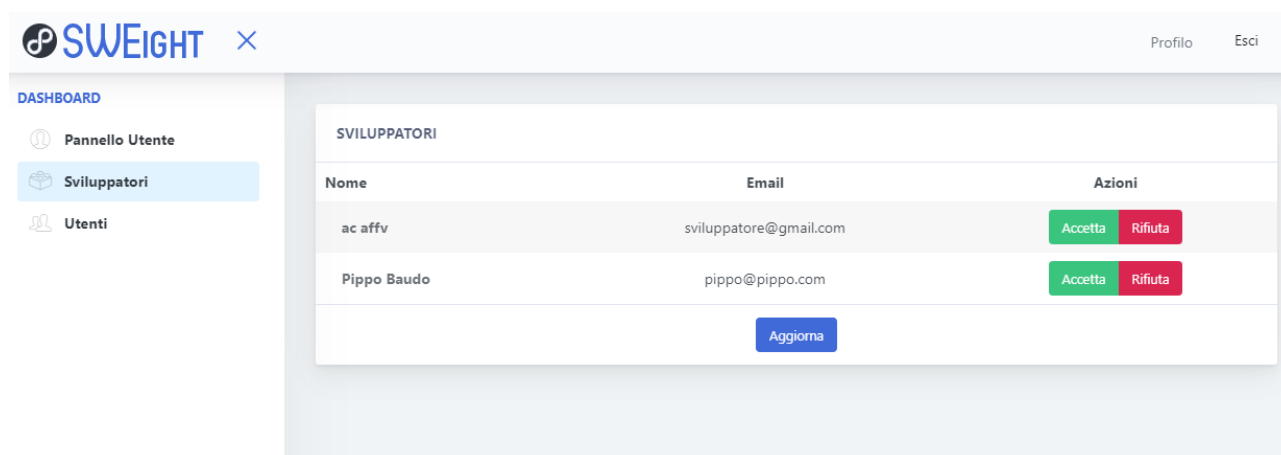 SWEIGHT
Profilo Esci
DASHBOARD
Pannello Utente
Sviluppatori
Utenti
SVILUPPATORI
Nome Email Azioni
ac affv sviluppatore@gmail.com Accetta Rifiuta
Pippo Baudo pippo@pippo.com Accetta Rifiuta
Aggiorna